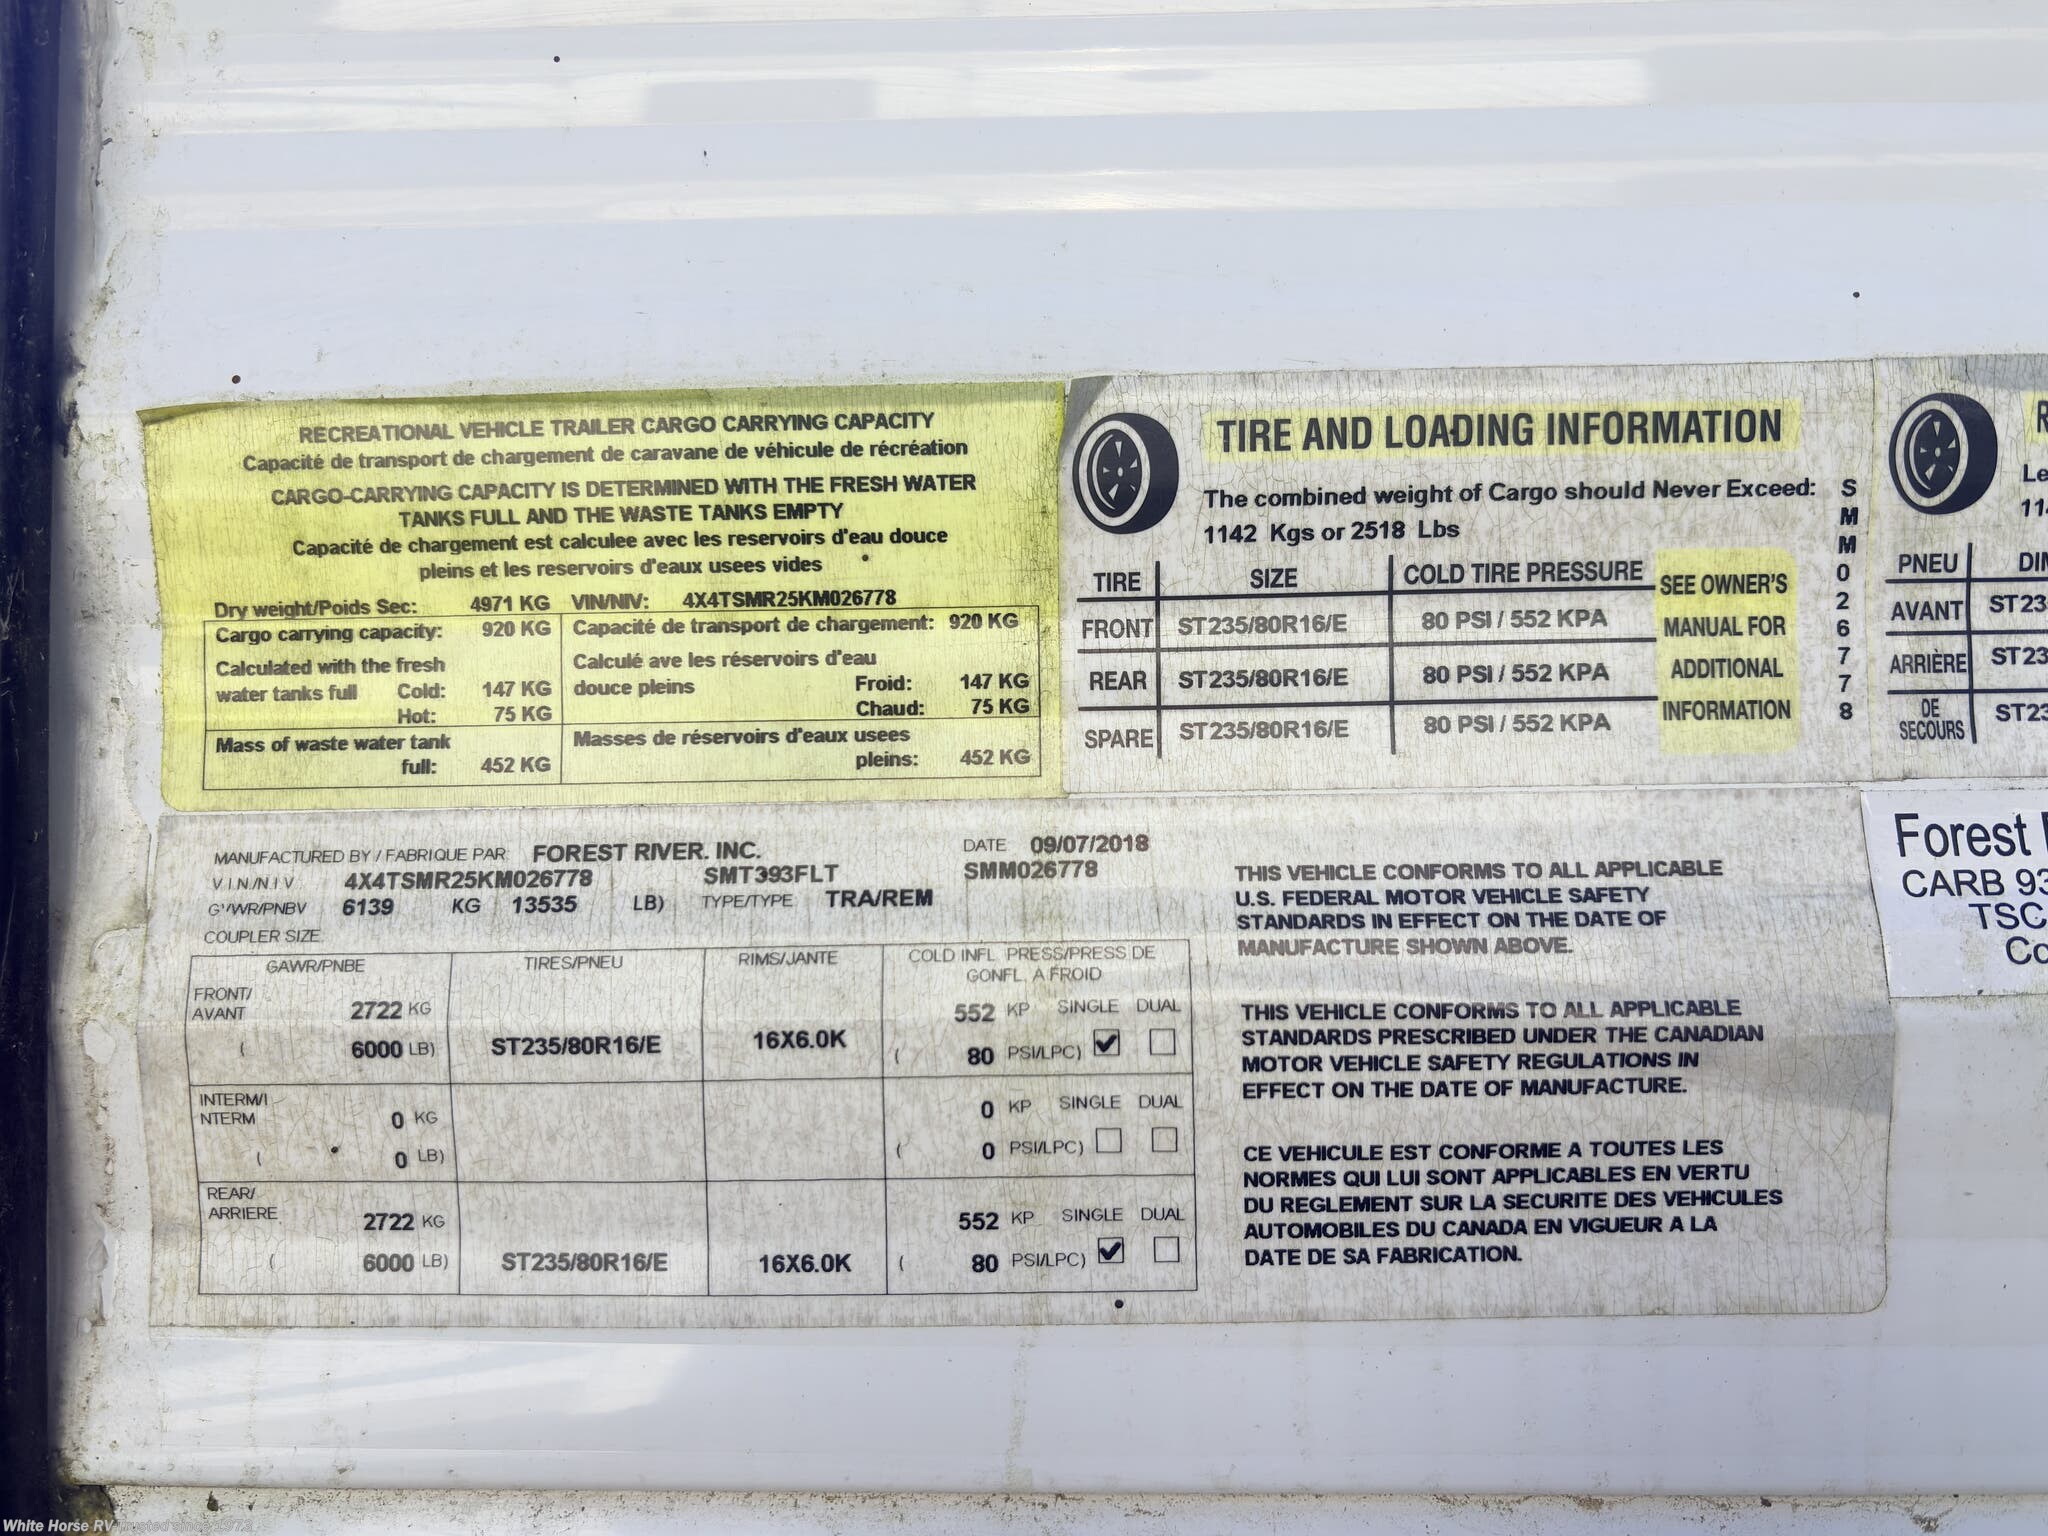 RECREATIONAL VEHICLE TRAILER CARGO CARRYING CAPACITY
Capacité de transport de chargement de caravane de véhicule de récréation
CARGO-CARRYING CAPACITY IS DETERMINED WITH THE FRESH WATER
TANKS FULL AND THE WASTE TANKS EMPTY
Capacité de chargement est calculee avec les reservoirs d'eau douce
pleins et les reservoirs d'eaux usees vides
Dry weight/Poids Sec: 4971 KG VIN/NIV: 4X4TSMR25KM026778
Cargo carrying capacity: 920 KG Capacité de transport de chargement: 920 KG
Calculated with the fresh Calculé ave les réservoirs d'eau
water tanks full Cold: 147 KG douce pleins Froid: 147 KG
Hot: 75 KG Chaud: 75 KG
Mass of waste water tank Masses de réservoirs d'eaux usees
full: 452 KG pleins: 452 KG
TIRE AND LOADING INFORMATION
The combined weight of Cargo should Never Exceed:
1142 Kgs or 2518 Lbs
TIRE SIZE COLD TIRE PRESSURE
FRONT ST235/80R16/E 80 PSI / 552 KPA
REAR ST235/80R16/E 80 PSI / 552 KPA
SPARE ST235/80R16/E 80 PSI / 552 KPA
SEE OWNER'S
MANUAL FOR
ADDITIONAL
INFORMATION
SMM026778
R
Le
114
PNEU DIM
AVANT ST23
ARRIÈRE ST23
DE
SECOURS ST23
MANUFACTURED BY / FABRIQUE PAR FOREST RIVER. INC. DATE 09/07/2018
V.I.N./N.I.V 4X4TSMR25KM026778 SMT393FLT SMM026778
G'/WR/PNBV 6139 KG 13535 LB) TYPE/TYPE TRA/REM
COUPLER SIZE
GAWR/PNBE TIRES/PNEU RIMS/JANTE COLD INFL. PRESS/PRESS DE
GONFL. A FROID
FRONT/
AVANT 2722 KG 552 KP SINGLE DUAL
( 6000 LB) ST235/80R16/E 16X6.0K ( 80 PSI/LPC)
INTERM/I
NTERM 0 KG 0 KP SINGLE DUAL
( 0 LB) ( 0 PSI/LPC)
REAR/
ARRIERE 2722 KG 552 KP SINGLE DUAL
( 6000 LB) ST235/80R16/E 16X6.0K ( 80 PSI/LPC)
THIS VEHICLE CONFORMS TO ALL APPLICABLE
U.S. FEDERAL MOTOR VEHICLE SAFETY
STANDARDS IN EFFECT ON THE DATE OF
MANUFACTURE SHOWN ABOVE.
THIS VEHICLE CONFORMS TO ALL APPLICABLE
STANDARDS PRESCRIBED UNDER THE CANADIAN
MOTOR VEHICLE SAFETY REGULATIONS IN
EFFECT ON THE DATE OF MANUFACTURE.
CE VEHICULE EST CONFORME A TOUTES LES
NORMES QUI LUI SONT APPLICABLES EN VERTU
DU REGLEMENT SUR LA SECURITE DES VEHICULES
AUTOMOBILES DU CANADA EN VIGUEUR A LA
DATE DE SA FABRICATION.
Forest
CARB 93
TSC
Co
White Horse RV Trusted since 1972